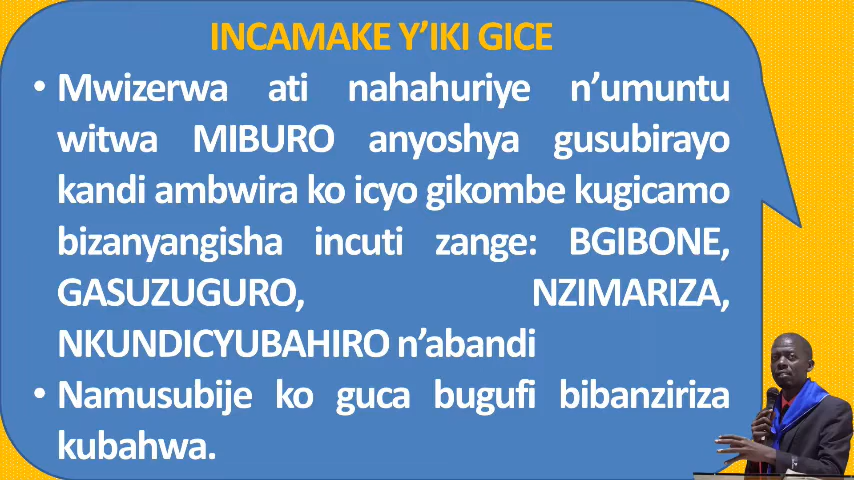 INCAMAKE Y’IKI GICE
• Mwizerwa ati nahahuriye n’umuntu
witwa MIBURO anyoshya gusubirayo
kandi ambwira ko icyo gikombe kugicamo
bizanyangisha incuti zange: BGIBONE,
GASUZUGURO, NZIMARIZA,
NKUNDICYUBAHIRO n’abandi
• Namusubije ko guca bugufi bibanziriza
kubahwa.